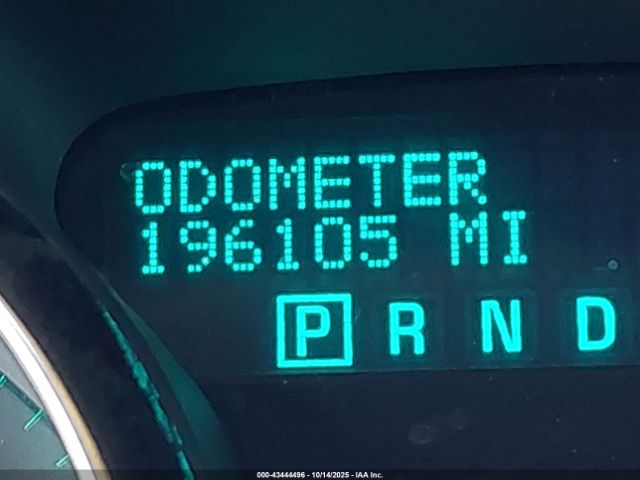 ODOMETER
196105 MI
P R N D
000-43444496 - 10/14/2025 - IAA Inc.